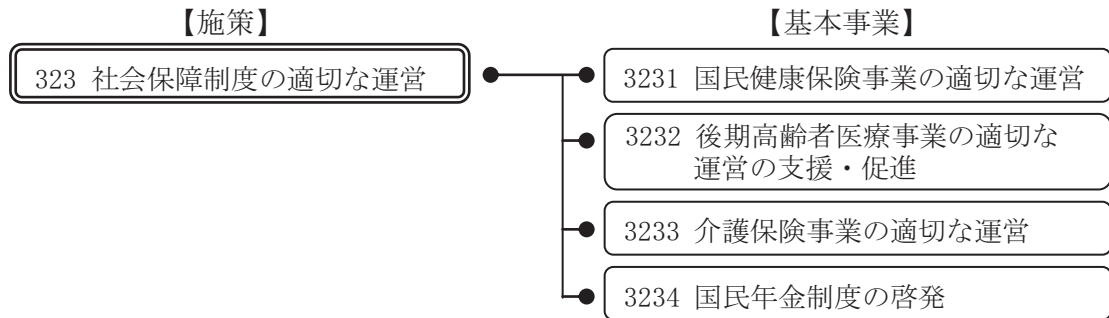 【施策】
【基本事業】
323 社会保障制度の適切な運営
3231 国民健康保険事業の適切な運営
3232 後期高齢者医療事業の適切な
運営の支援・促進
3233 介護保険事業の適切な運営
3234 国民年金制度の啓発